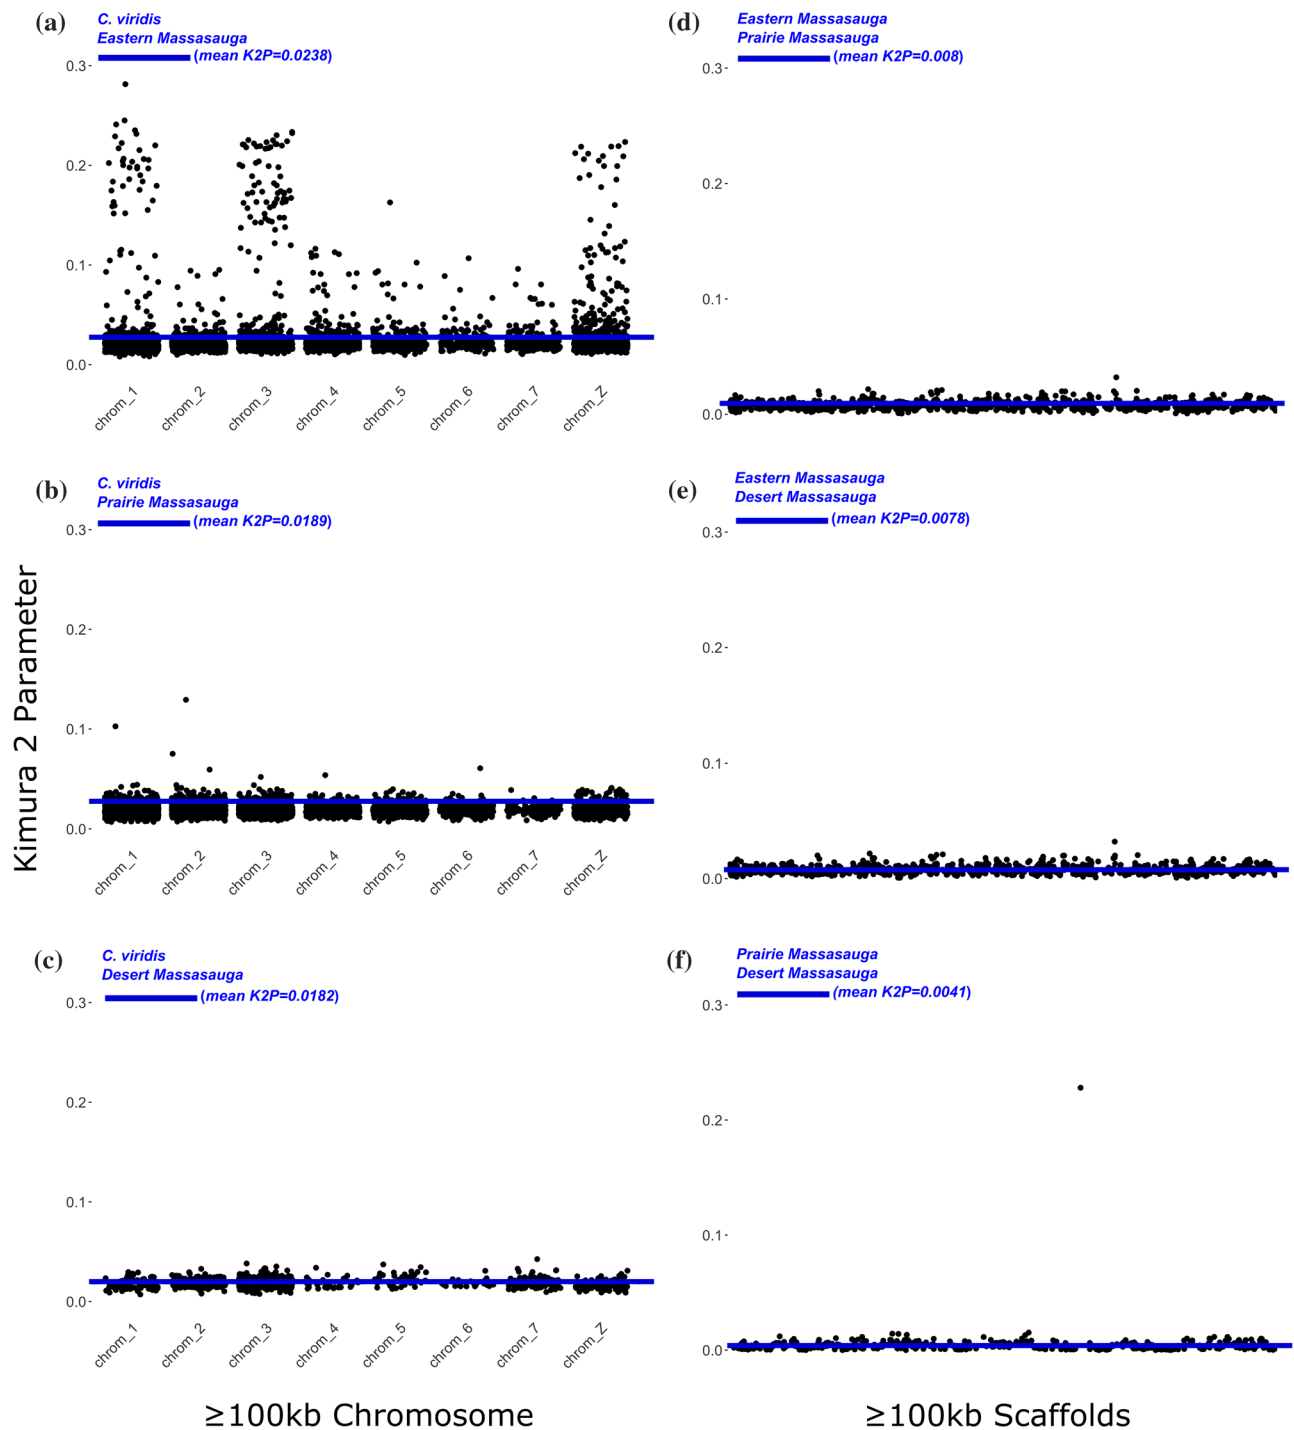 (a)
C. viridis
Eastern Massasauga
(mean K2P=0.0238)
0.3
0.2
0.1
0.0
chrom_1
chrom_2
chrom_3
chrom_4
chrom_5
chrom_6
chrom_7
chrom_Z
(d)
Eastern Massasauga
Prairie Massasauga
(mean K2P=0.008)
0.3
0.2
0.1
0.0
(b)
C. viridis
Prairie Massasauga
(mean K2P=0.0189)
0.3
0.2
0.1
0.0
chrom_1
chrom_2
chrom_3
chrom_4
chrom_5
chrom_6
chrom_7
chrom_Z
(e)
Eastern Massasauga
Desert Massasauga
(mean K2P=0.0078)
0.3
0.2
0.1
0.0
Kimura 2 Parameter
(c)
C. viridis
Desert Massasauga
(mean K2P=0.0182)
0.3
0.2
0.1
0.0
chrom_1
chrom_2
chrom_3
chrom_4
chrom_5
chrom_6
chrom_7
chrom_Z
(f)
Prairie Massasauga
Desert Massasauga
(mean K2P=0.0041)
0.3
0.2
0.1
0.0
≥100kb Chromosome
≥100kb Scaffolds